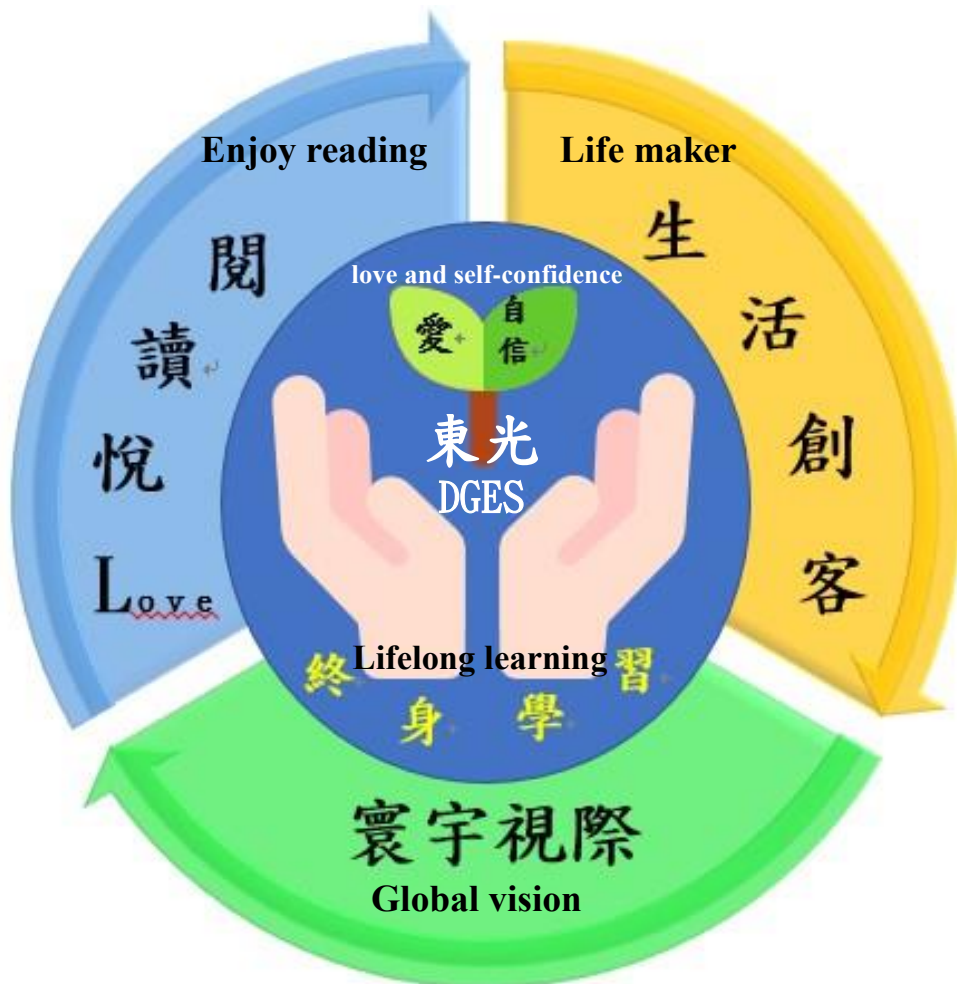 Enjoy reading
閱讀悅
Love
Life maker
生活創客
love and self-confidence
愛
自信
東光
DGES
Lifelong learning
終身學習
寰宇視際
Global vision